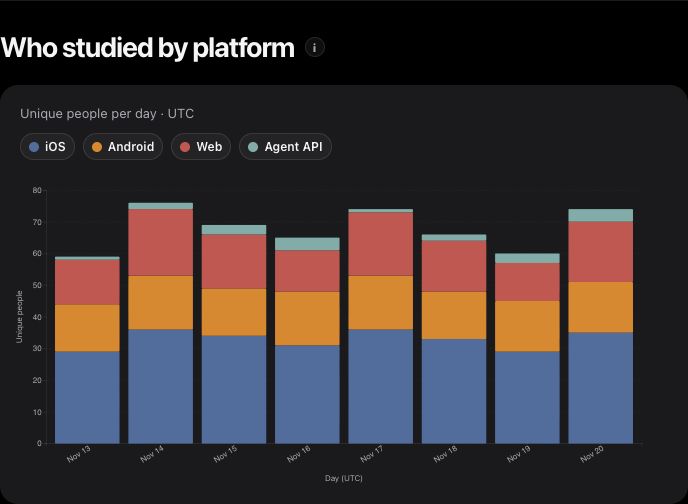 Who studied by platform i
Unique people per day · UTC
iOS Android Web Agent API
80
70
60
50
40
30
20
10
0
Unique people
Nov 13 Nov 14 Nov 15 Nov 16 Nov 17 Nov 18 Nov 19 Nov 20
Day (UTC)